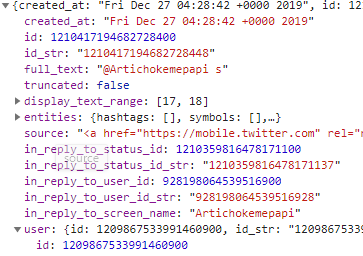 {created_at: "Fri Dec 27 04:28:42 +0000 2019", id: 12
created_at: "Fri Dec 27 04:28:42 +0000 2019"
id: 1210417194682728400
id_str: "1210417194682728448"
full_text: "@Artichokemepapi s"
truncated: false
display_text_range: [17, 18]
entities: {hashtags: [], symbols: [],…}
source: "<a href="https://mobile.twitter.com" rel="
in_reply_to_status_id: 1210359816478171100
in_reply_to_status_id_str: "1210359816478171137"
in_reply_to_user_id: 928198064539516900
in_reply_to_user_id_str: "928198064539516928"
in_reply_to_screen_name: "Artichokemepapi"
user: {id: 1209867533991460900, id_str: "120986753
id: 1209867533991460900
source